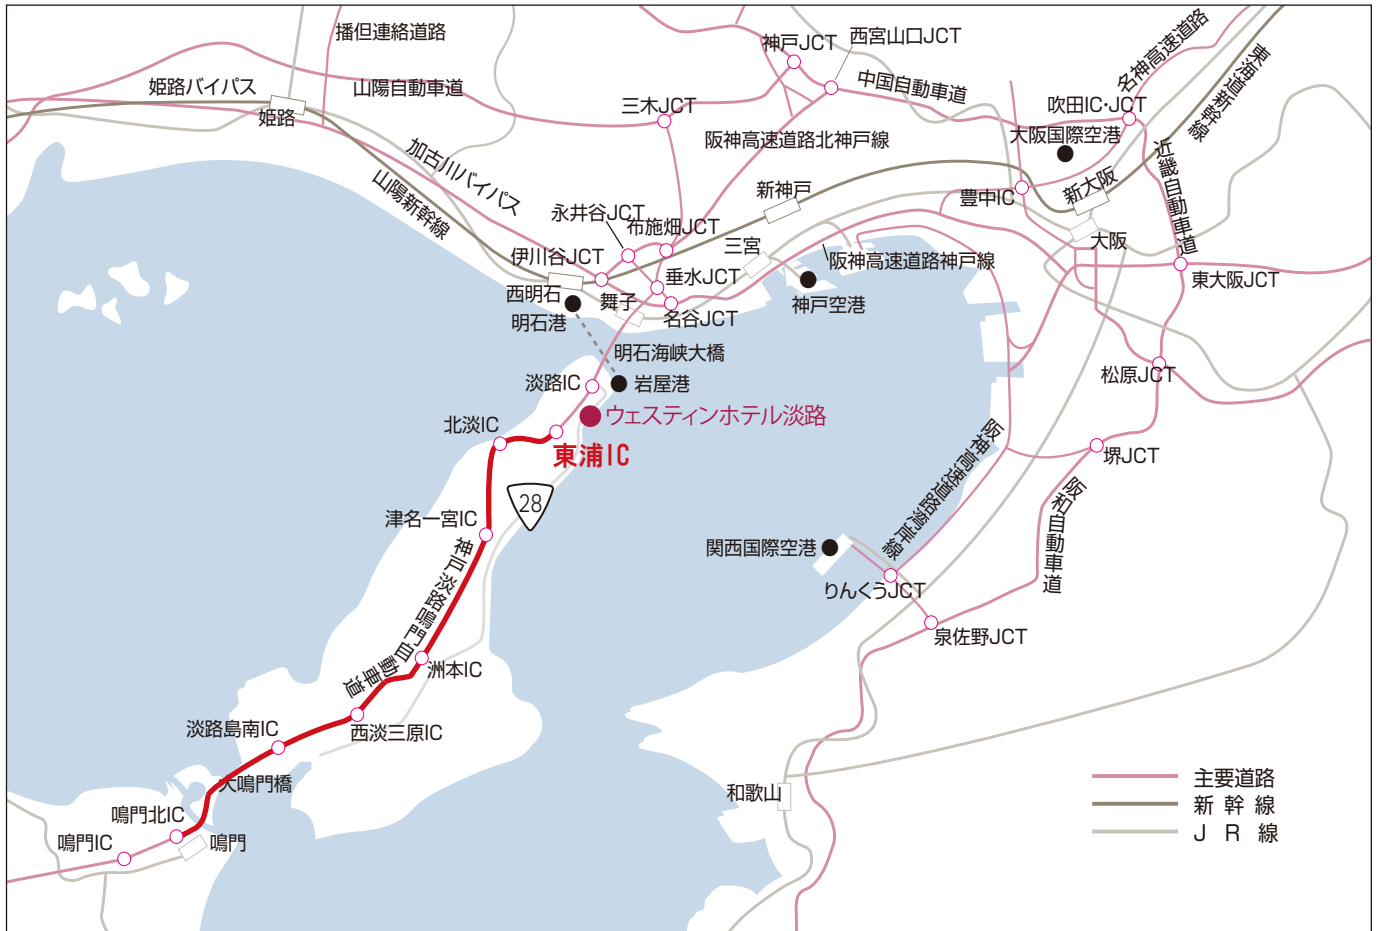 播但連絡道路
神戸JCT
西宮山口JCT
名神高速道路
東海道新幹線
姫路バイパス
山陽自動車道
中国自動車道
三木JCT
吹田IC・JCT
姫路
大阪国際空港
阪神高速道路北神戸線
近畿自動車道
加古川バイパス
山陽新幹線
新神戸
豊中IC
新大阪
永井谷JCT
布施畑JCT
三宮
大阪
伊川谷JCT
阪神高速道路神戸線
垂水JCT
東大阪JCT
西明石
舞子
神戸空港
明石港
名谷JCT
明石海峡大橋
松原JCT
淡路IC
岩屋港
ウェスティンホテル淡路
北淡IC
東浦IC
堺JCT
阪神高速道路湾岸線
阪和自動車道
28
津名一宮IC
神戸淡路鳴門自動車道
関西国際空港
りんくうJCT
泉佐野JCT
洲本IC
淡路島南IC
西淡三原IC
大鳴門橋
和歌山
鳴門北IC
鳴門IC
鳴門
主要道路
新幹線
JR線